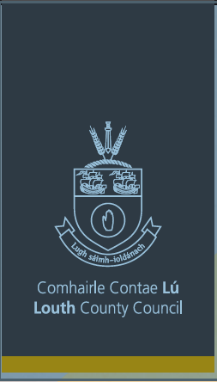 Lugh sáimh-ioldánach
Comhairle Contae Lú
Louth County Council